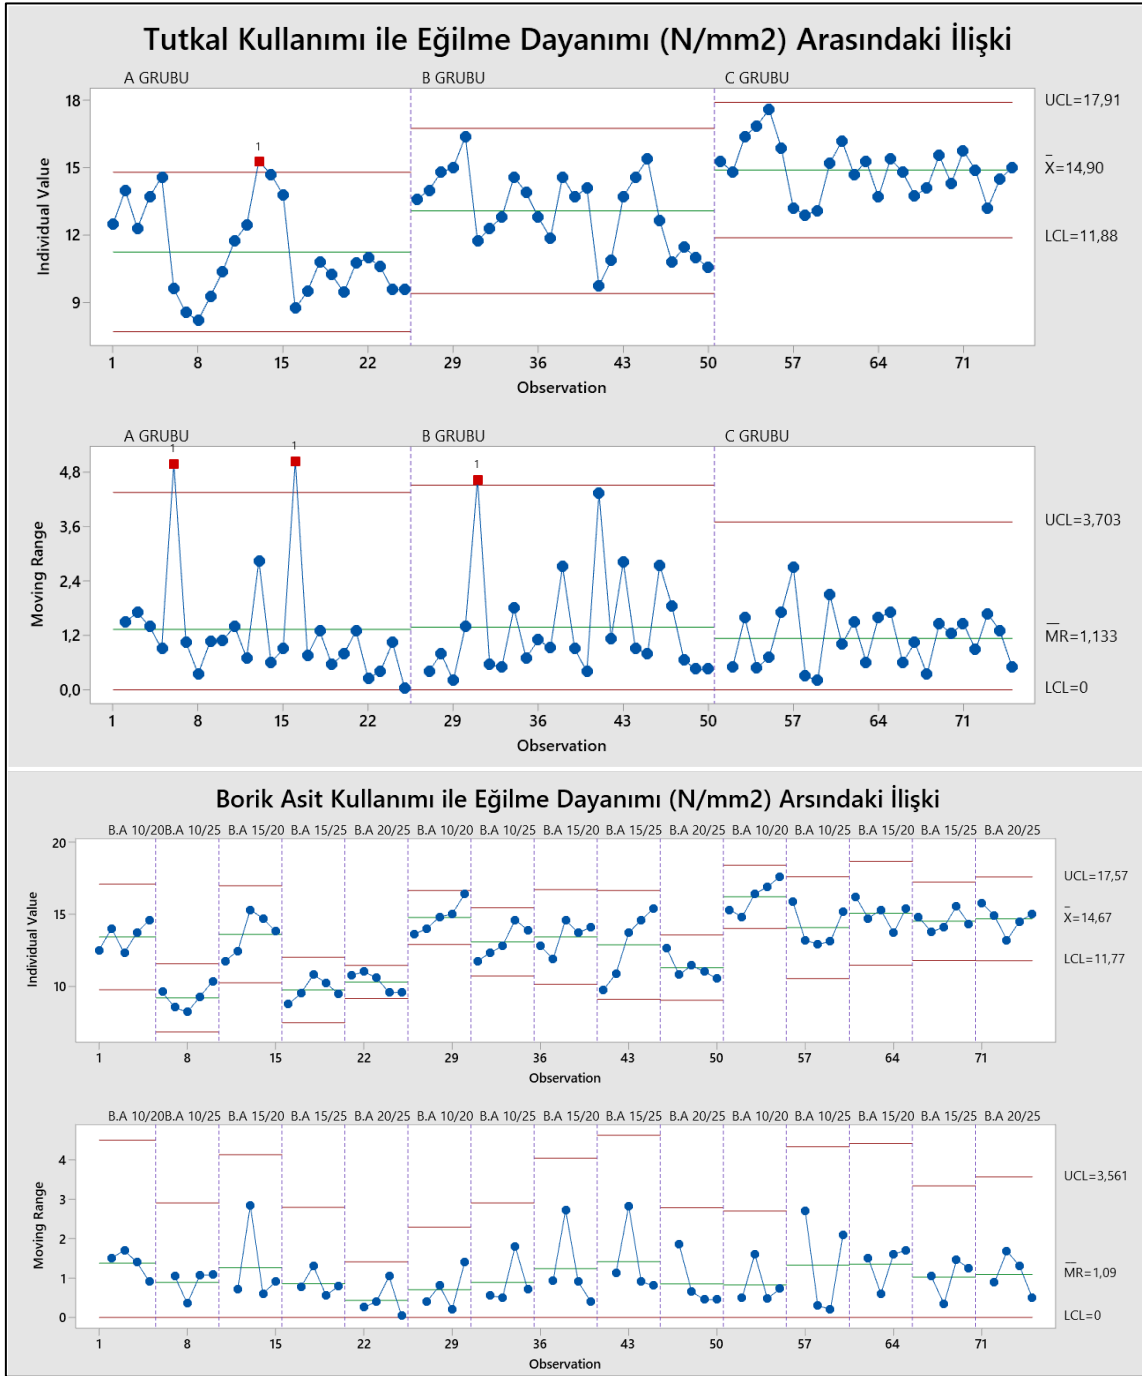 Tutkal Kullanımı ile Eğilme Dayanımı (N/mm2) Arasındaki İlişki
A GRUBU B GRUBU C GRUBU
18
15
12
9
Individual Value
1
UCL=17,91
X=14,90
LCL=11,88
1 8 15 22 29 36 43 50 57 64 71
Observation
A GRUBU B GRUBU C GRUBU
4,8
3,6
2,4
1,2
0,0
Moving Range
1 1 1
UCL=3,703
MR=1,133
LCL=0
1 8 15 22 29 36 43 50 57 64 71
Observation
Borik Asit Kullanımı ile Eğilme Dayanımı (N/mm2) Arsındaki İlişki
B.A 10/20 B.A 10/25 B.A 15/20 B.A 15/25 B.A 20/25 B.A 10/20 B.A 10/25 B.A 15/20 B.A 15/25 B.A 20/25 B.A 10/20 B.A 10/25 B.A 15/20 B.A 15/25 B.A 20/25
20
15
10
Individual Value
UCL=17,57
X=14,67
LCL=11,77
1 8 15 22 29 36 43 50 57 64 71
Observation
B.A 10/20 B.A 10/25 B.A 15/20 B.A 15/25 B.A 20/25 B.A 10/20 B.A 10/25 B.A 15/20 B.A 15/25 B.A 20/25 B.A 10/20 B.A 10/25 B.A 15/20 B.A 15/25 B.A 20/25
4
3
2
1
0
Moving Range
UCL=3,561
MR=1,09
LCL=0
1 8 15 22 29 36 43 50 57 64 71
Observation